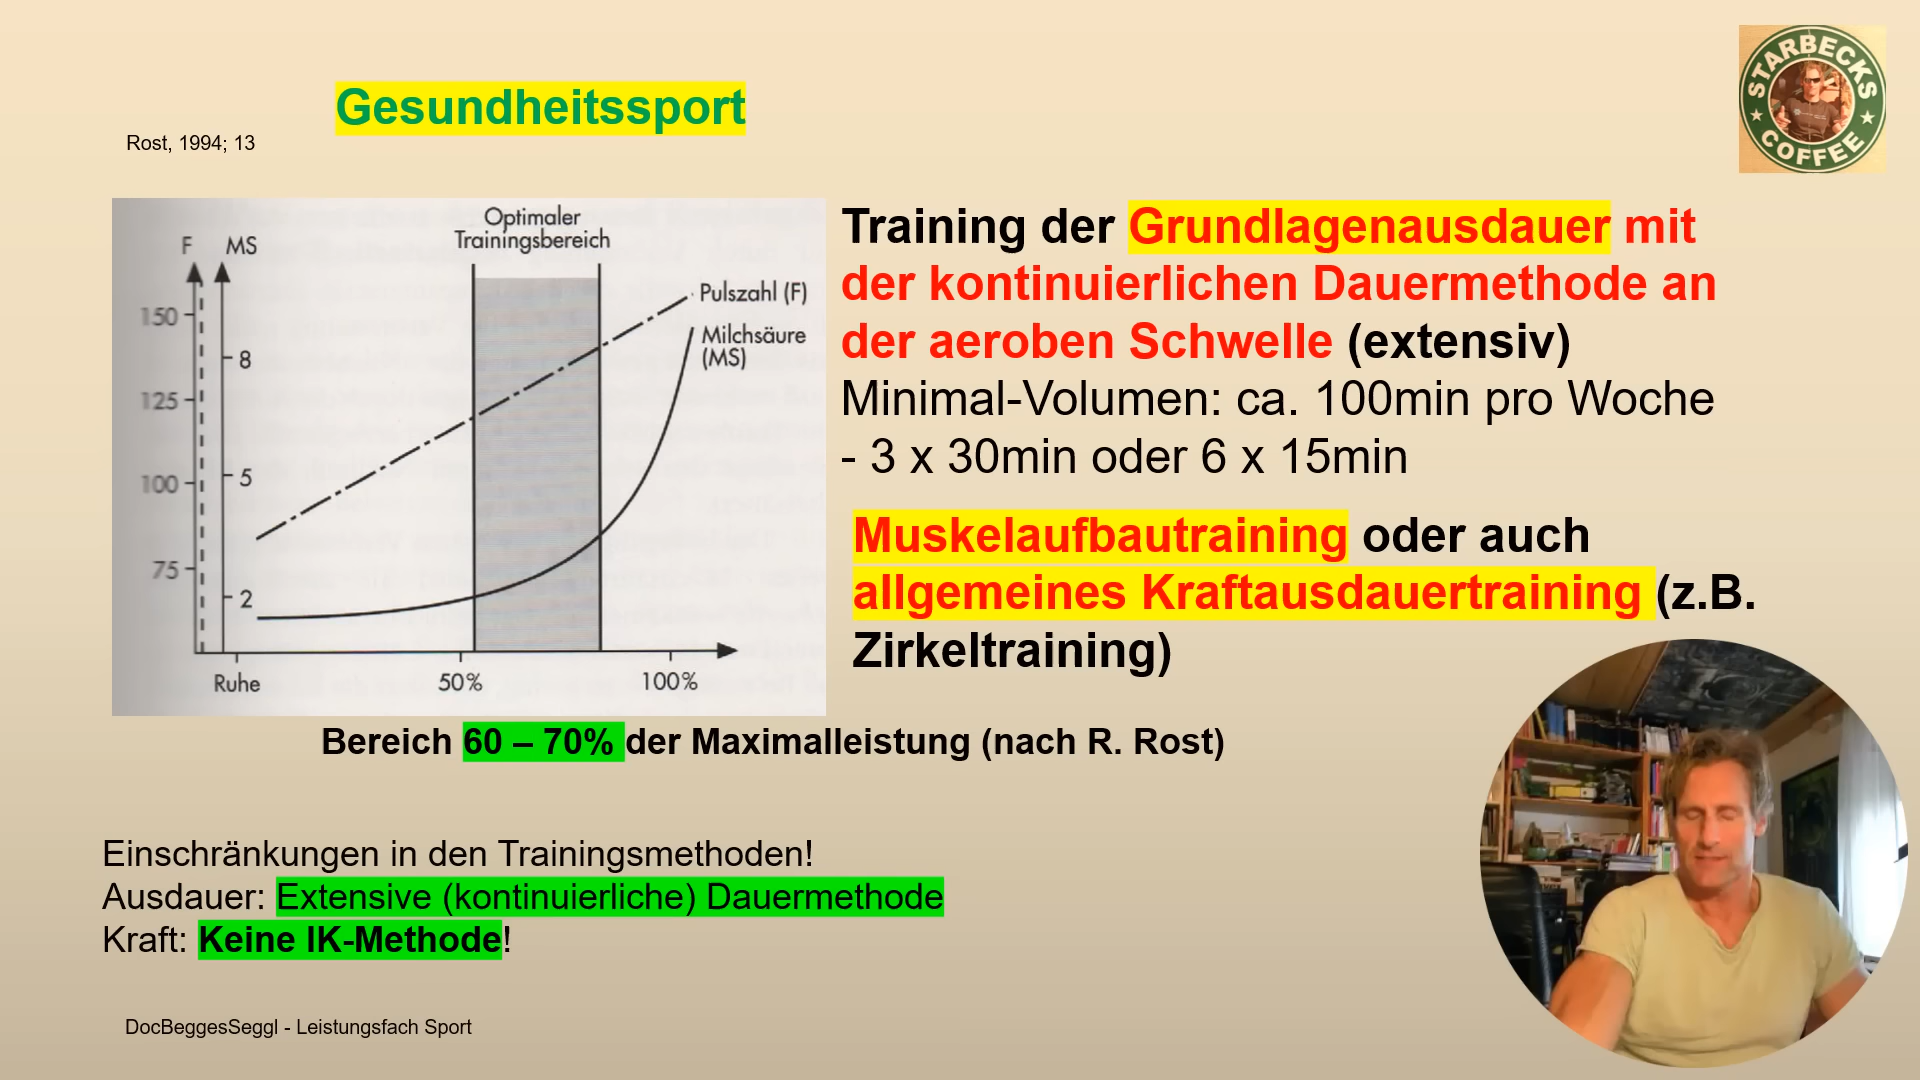 Gesundheitssport
Rost, 1994; 13
STARBECKS
COFFEE
Optimaler
Trainingsbereich
F MS
150
125
100
75
8
5
2
Pulszahl (F)
Milchsäure
(MS)
Ruhe 50% 100%
Training der Grundlagenausdauer mit
der kontinuierlichen Dauermethode an
der aeroben Schwelle (extensiv)
Minimal-Volumen: ca. 100min pro Woche
- 3 x 30min oder 6 x 15min
Muskelaufbautraining oder auch
allgemeines Kraftausdauertraining (z.B.
Zirkeltraining)
Bereich 60 – 70% der Maximalleistung (nach R. Rost)
Einschränkungen in den Trainingsmethoden!
Ausdauer: Extensive (kontinuierliche) Dauermethode
Kraft: Keine IK-Methode!
DocBeggesSeggl - Leistungsfach Sport